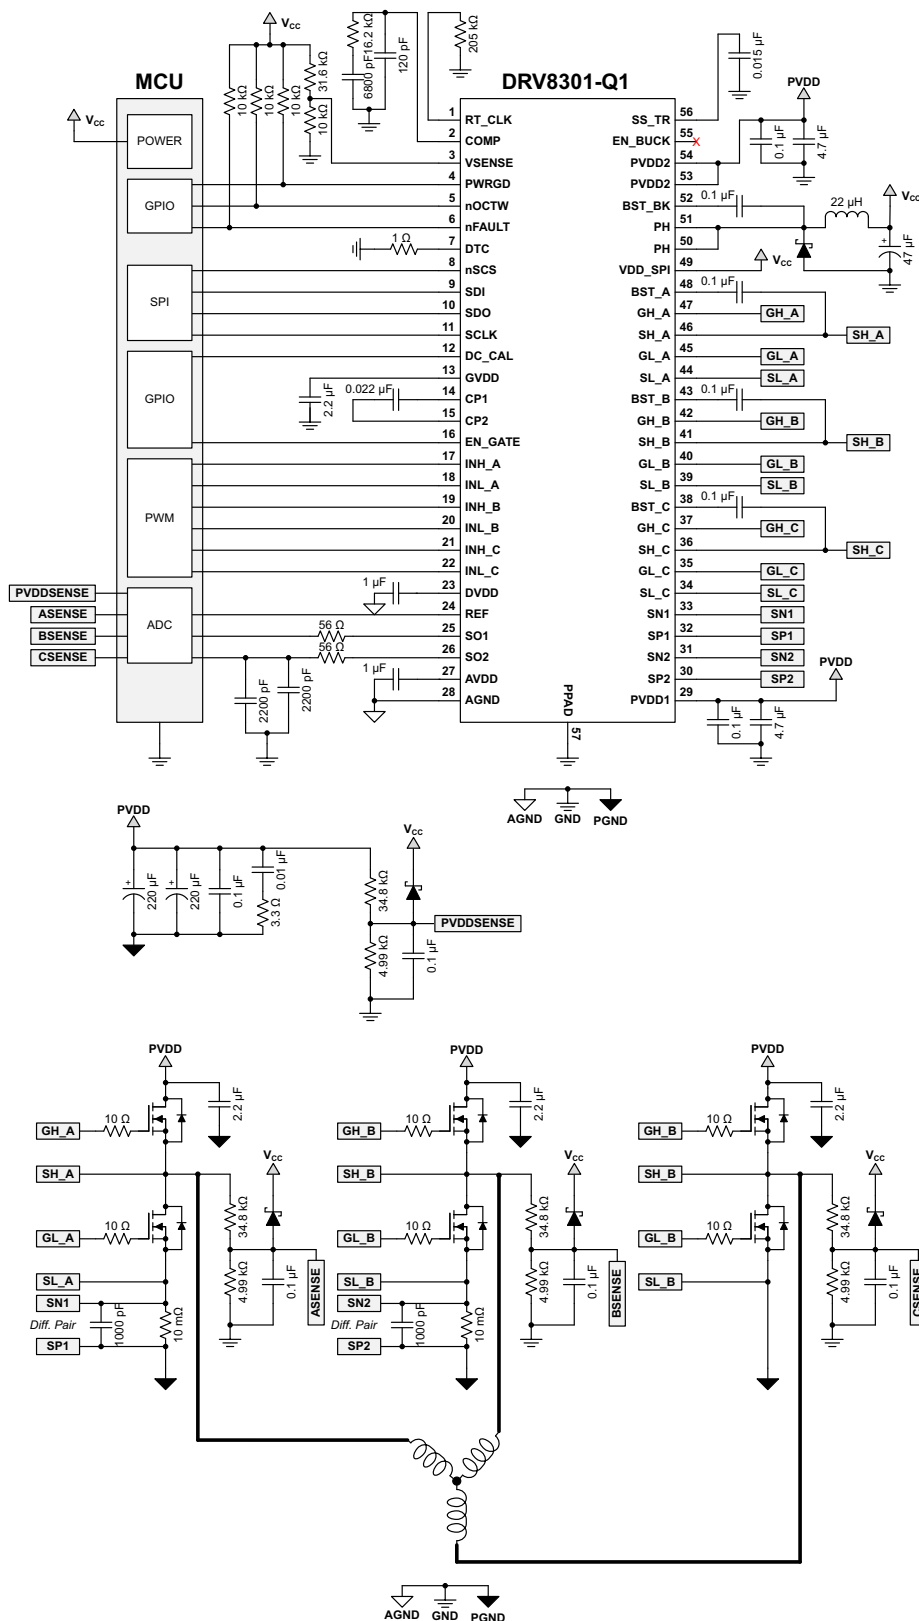 V_CC
10 kΩ
10 kΩ
10 kΩ
31.6 kΩ
10 kΩ
16.2 kΩ
6800 pF
120 pF
205 kΩ
0.015 µF
MCU
DRV8301-Q1
PVDD
V_CC
POWER
GPIO
SPI
GPIO
PWM
ADC
1 RT_CLK
2 COMP
3 VSENSE
4 PWRGD
5 nOCTW
6 nFAULT
7 DTC
8 nSCS
9 SDI
10 SDO
11 SCLK
12 DC_CAL
13 GVDD
14 CP1
15 CP2
16 EN_GATE
17 INH_A
18 INL_A
19 INH_B
20 INL_B
21 INH_C
22 INL_C
23 DVDD
24 REF
25 SO1
26 SO2
27 AVDD
28 AGND
1 Ω
2.2 µF
0.022 µF
1 µF
56 Ω
56 Ω
1 µF
2200 pF
2200 pF
PVDDSENSE
ASENSE
BSENSE
CSENSE
SS_TR 56
EN_BUCK 55
X
PVDD2 54
PVDD2 53
BST_BK 52
PH 51
PH 50
VDD_SPI 49
BST_A 48
GH_A 47
SH_A 46
GL_A 45
SL_A 44
BST_B 43
GH_B 42
SH_B 41
GL_B 40
SL_B 39
BST_C 38
GH_C 37
SH_C 36
GL_C 35
SL_C 34
SN1 33
SP1 32
SN2 31
SP2 30
PVDD1 29
PPAD
57
0.1 µF
4.7 µF
0.1 µF
22 µH
V_CC
47 µF
+
V_CC
0.1 µF
GH_A
SH_A
GL_A
SL_A
0.1 µF
GH_B
SH_B
GL_B
SL_B
0.1 µF
GH_C
SH_C
GL_C
SL_C
SN1
SP1
SN2
SP2
PVDD
0.1 µF
4.7 µF
AGND
GND
PGND
PVDD
+
220 µF
+
220 µF
0.1 µF
0.01 µF
3.3 Ω
34.8 kΩ
4.99 kΩ
V_CC
PVDDSENSE
0.1 µF
PVDD
2.2 µF
GH_A
10 Ω
SH_A
GL_A
10 Ω
SL_A
SN1
Diff. Pair
SP1
1000 pF
10 mΩ
V_CC
34.8 kΩ
4.99 kΩ
0.1 µF
ASENSE
PVDD
2.2 µF
GH_B
10 Ω
SH_B
GL_B
10 Ω
SL_B
SN2
Diff. Pair
SP2
1000 pF
10 mΩ
V_CC
34.8 kΩ
4.99 kΩ
0.1 µF
BSENSE
PVDD
2.2 µF
GH_B
10 Ω
SH_B
GL_B
10 Ω
SL_B
V_CC
34.8 kΩ
4.99 kΩ
0.1 µF
CSENSE
AGND
GND
PGND